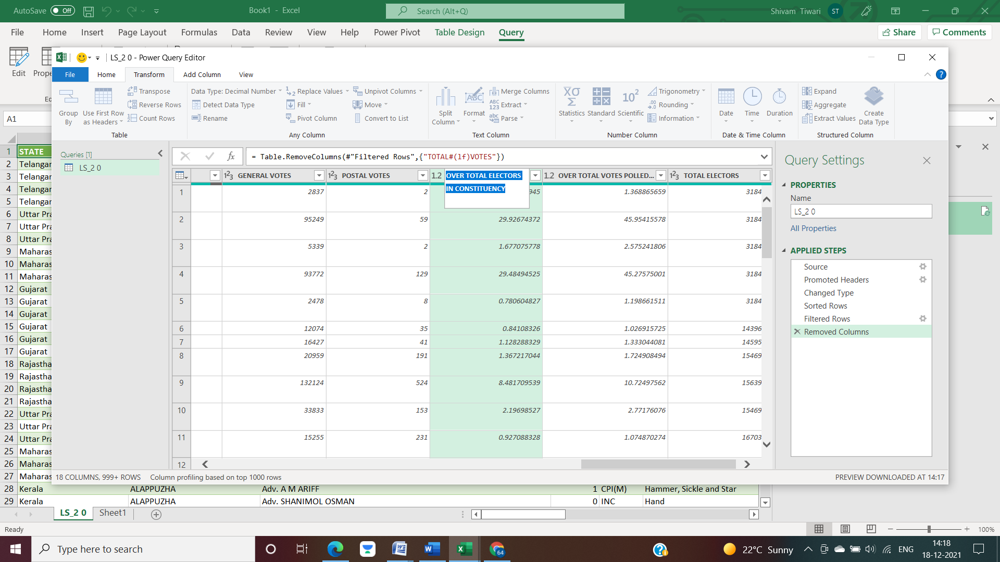 AutoSave Off Book1 - Excel Search (Alt+Q) Shivam Tiwari ST
File Home Insert Page Layout Formulas Data Review View Help Power Pivot Table Design Query Share Comments
LS_2 0 - Power Query Editor
Edit Prope
File Home Transform Add Column View
Transpose Data Type: Decimal Number Replace Values Unpivot Columns Merge Columns Trigonometry Expand
Reverse Rows Detect Data Type Fill Move Extract Rounding Aggregate
Group By Use First Row as Headers Count Rows Rename Pivot Column Convert to List Split Column Format Parse Statistics Standard Scientific Information Date Time Duration Extract Values Create Data Type
Table Any Column Text Column Number Column Date & Time Column Structured Column
A1
Queries [1]
LS_2 0
= Table.RemoveColumns(#"Filtered Rows",{"TOTAL#(lf)VOTES"})
GENERAL VOTES POSTAL VOTES 1.2 OVER TOTAL ELECTORS
IN CONSTITUENCY
1.2 OVER TOTAL VOTES POLLED... TOTAL ELECTORS
1 2837 2 945 1.368865659 3184
2 95249 59 29.92674372 45.95415578 3184
3 5339 2 1.677075778 2.575241806 3184
4 93772 129 29.48494525 45.27575001 3184
5 2478 8 0.780604827 1.198661511 3184
6 12074 35 0.84108326 1.026915725 14396
7 16427 41 1.128288329 1.333044081 14595
8 20959 191 1.367217044 1.724908494 15469
9 132124 524 8.481709539 10.72497562 15639
10 33833 153 2.19698527 2.77176076 15469
11 15255 231 0.927088328 1.074870274 16703
12
18 COLUMNS, 999+ ROWS Column profiling based on top 1000 rows PREVIEW DOWNLOADED AT 14:17
Query Settings
PROPERTIES
Name
LS_2 0
All Properties
APPLIED STEPS
Source
Promoted Headers
Changed Type
Sorted Rows
Filtered Rows
Removed Columns
1 STATE
2 Telangar
3 Telangar
4 Telangar
5 Telangar
6 Uttar Pra
7 Uttar Pra
8 Uttar Pra
9 Maharas
10 Maharas
11 Maharas
12 Gujarat
13 Gujarat
14 Gujarat
15 Gujarat
16 Gujarat
17 Gujarat
18 Rajastha
19 Rajastha
20 Rajastha
21 Rajastha
22 Uttar Pra
23 Uttar Pra
24 Uttar Pra
25 Maharas
26 Maharas
27 Maharas
28 Kerala ALAPPUZHA Adv. A M ARIFF 1 CPI(M) Hammer, Sickle and Star
29 Kerala ALAPPUZHA Adv. SHANIMOL OSMAN 0 INC Hand
LS_2 0 Sheet1
Ready 100%
Type here to search 64 22°C Sunny ENG 14:18
18-12-2021